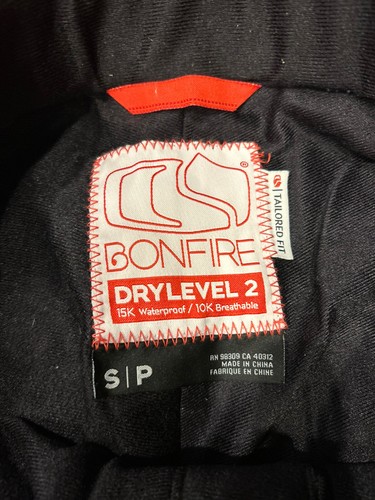 ®
BONFIRE
DRYLEVEL 2
15K Waterproof / 10K Breathable
TAILORED FIT
S | P
RN 98309 CA 40312
MADE IN CHINA
FABRIQUÉ EN CHINE